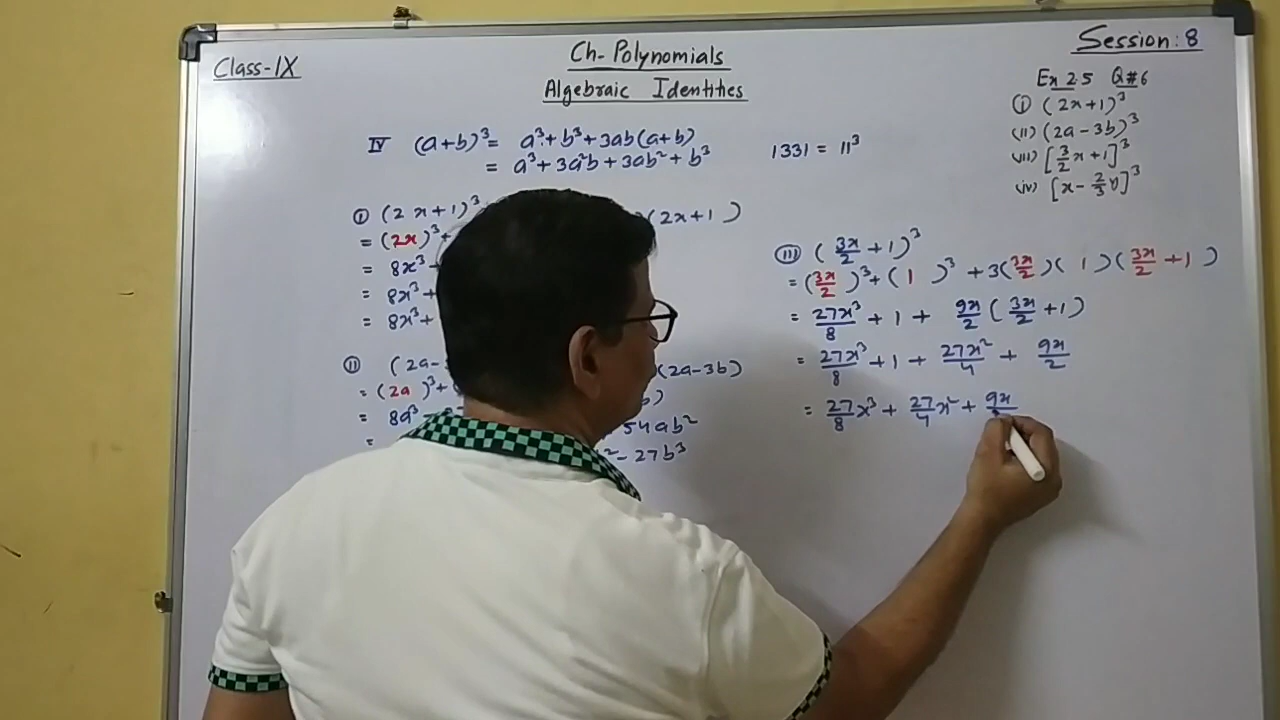 Class-IX
Ch- Polynomials
Session: 8
Algebraic Identities
Ex 2.5 Q#6
(i) (2x+1)³
(ii) (2a-3b)³
(iii) [3/2 x+1]³
(iv) [x-2/3 y]³
IV (a+b)³ = a³+b³+3ab(a+b)
= a³+3a²b+3ab²+b³
1331 = 11³
(i) (2x+1)³
= (2x)³+ (2x+1)
= 8x³+
= 8x³+
= 8x³+
(ii) (2a-
= (2a)³+ (2a-3b)
= 8a³ )
= 54ab²
- 27b³
(iii) (3x/2 + 1)³
= (3x/2)³+(1)³ + 3(3x/2)(1)(3x/2 + 1)
= 27x³/8 + 1 + 9x/2 (3x/2 + 1)
= 27x³/8 + 1 + 27x²/4 + 9x/2
= 27/8 x³ + 27/4 x² + 9x